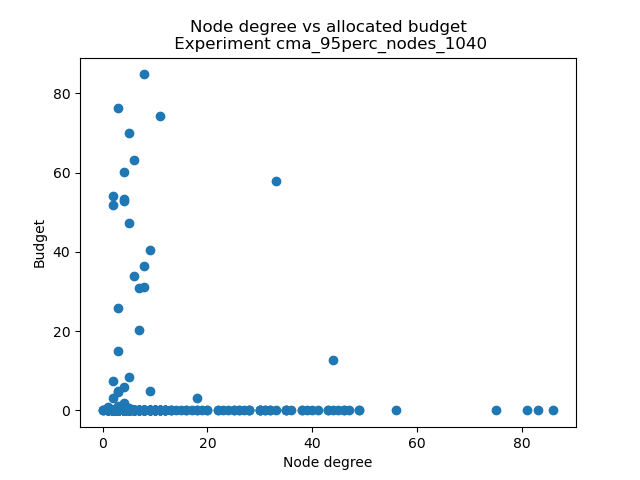 Node degree vs allocated budget
Experiment cma_95perc_nodes_1040
80
60
40
20
0
Budget
0 20 40 60 80
Node degree